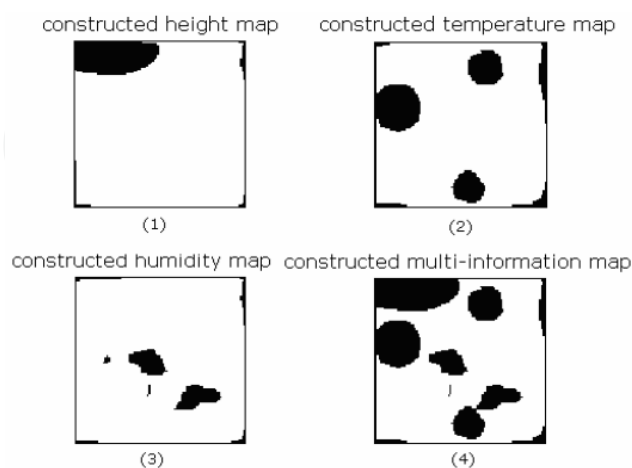 constructed height map
constructed temperature map
(1)
(2)
constructed humidity map
constructed multi-information map
(3)
(4)